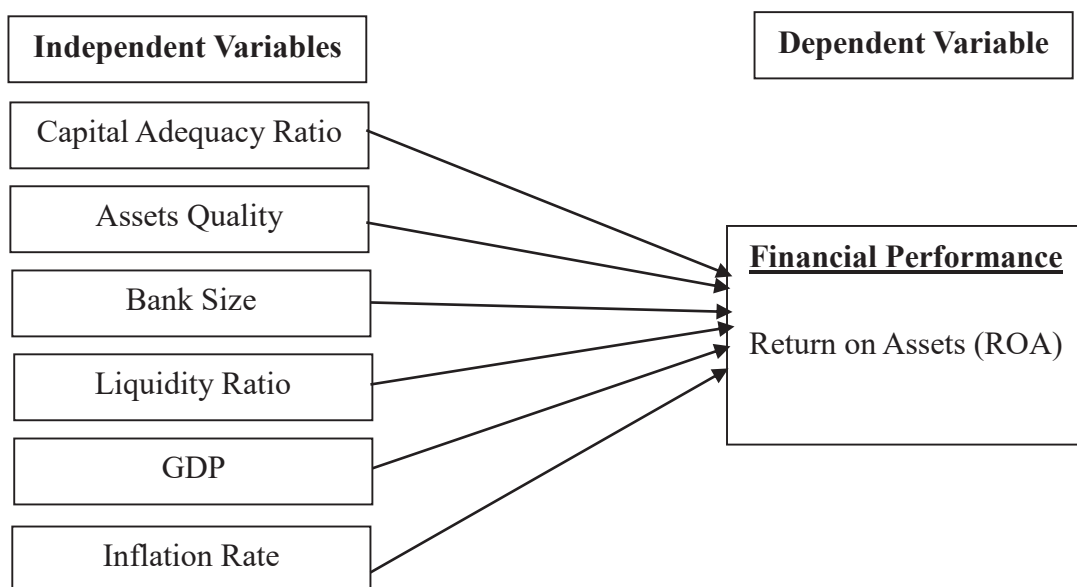 Independent Variables
Dependent Variable
Capital Adequacy Ratio
Assets Quality
Bank Size
Liquidity Ratio
GDP
Inflation Rate
Financial Performance
Return on Assets (ROA)